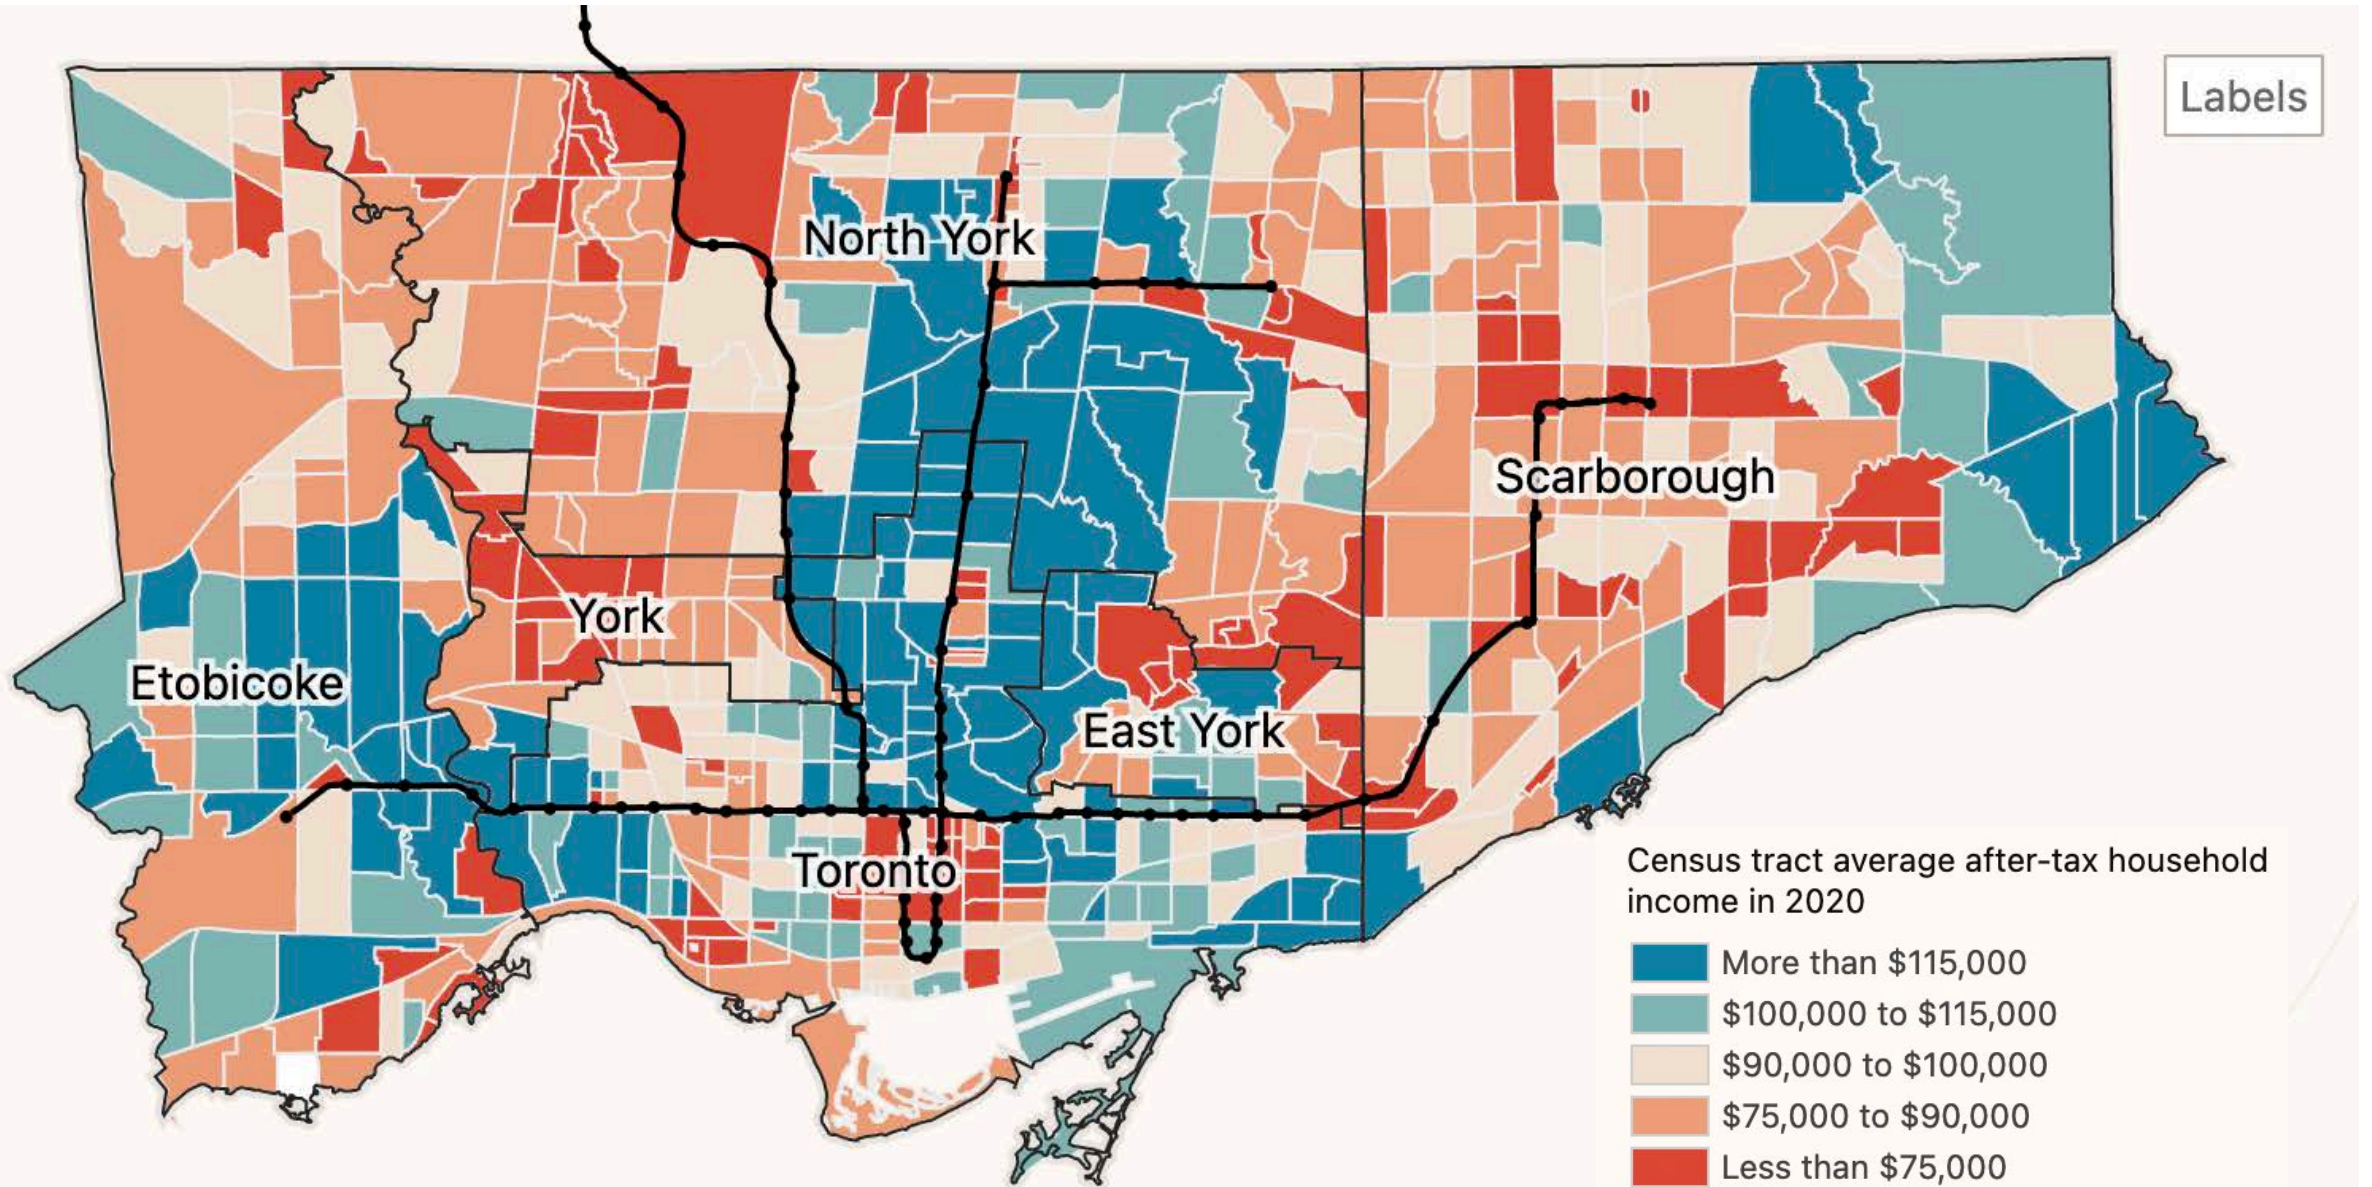 Labels
North York
Scarborough
York
Etobicoke
East York
Toronto
Census tract average after-tax household
income in 2020
More than $115,000
$100,000 to $115,000
$90,000 to $100,000
$75,000 to $90,000
Less than $75,000